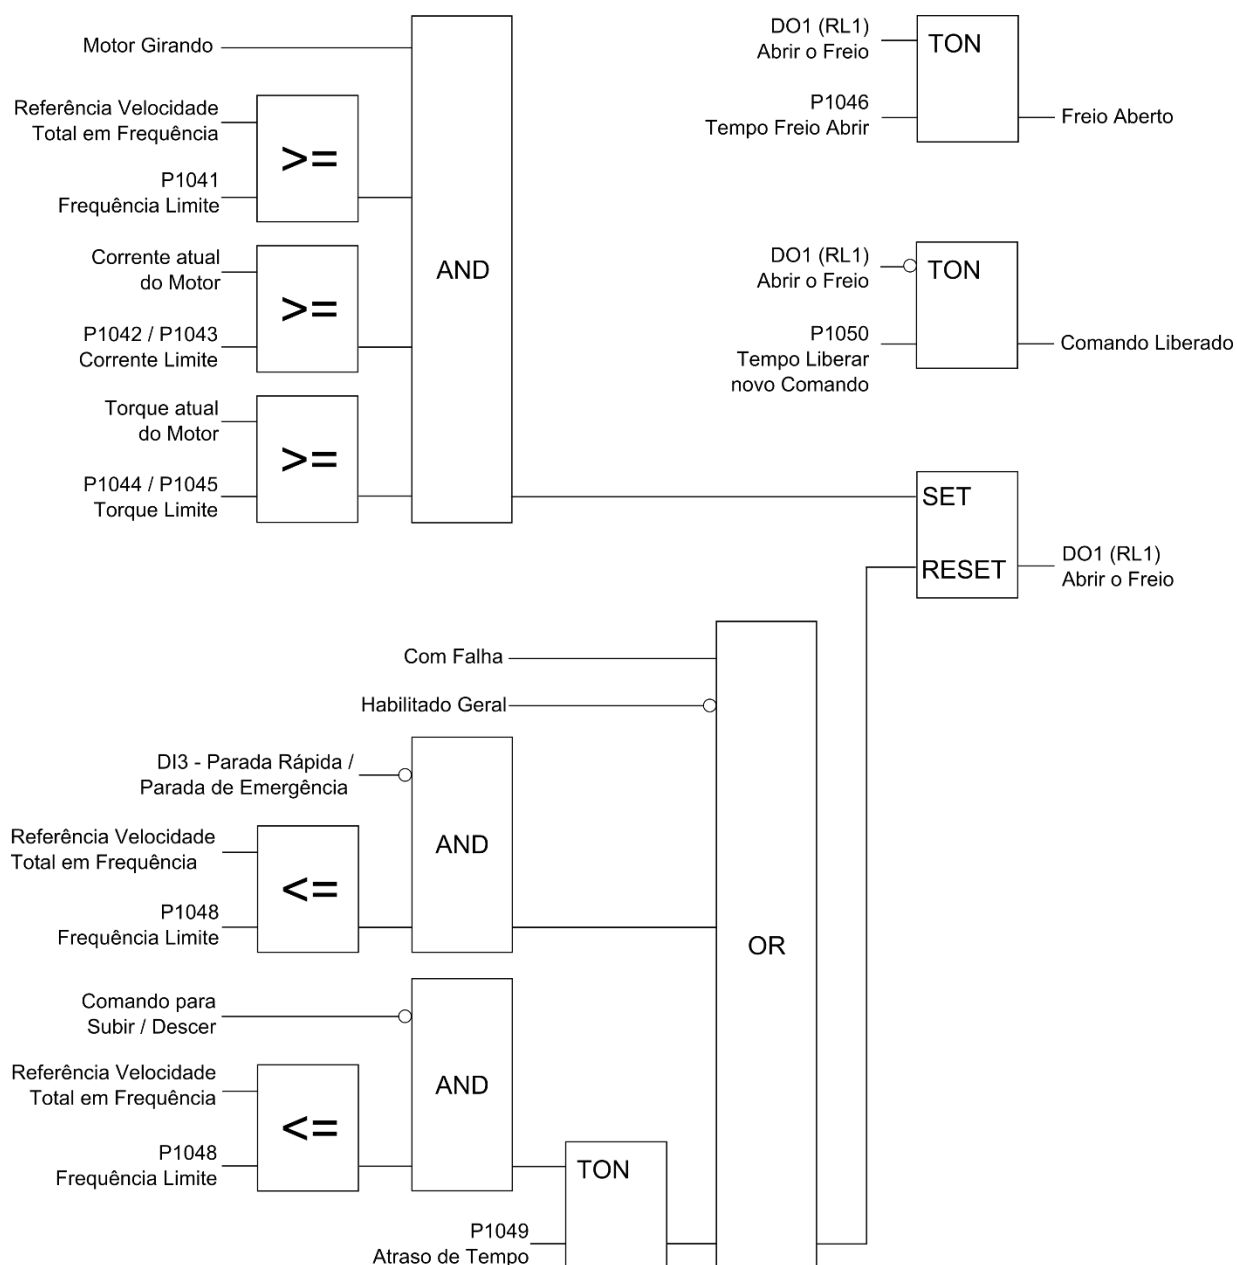 Motor Girando
Referência Velocidade
Total em Frequência
>=
P1041
Frequência Limite
Corrente atual
do Motor
>=
P1042 / P1043
Corrente Limite
Torque atual
do Motor
>=
P1044 / P1045
Torque Limite
AND
DO1 (RL1)
Abrir o Freio
TON
P1046
Tempo Freio Abrir
Freio Aberto
DO1 (RL1)
Abrir o Freio
TON
P1050
Tempo Liberar
novo Comando
Comando Liberado
SET
RESET
DO1 (RL1)
Abrir o Freio
Com Falha
Habilitado Geral
DI3 - Parada Rápida /
Parada de Emergência
AND
Referência Velocidade
Total em Frequência
<=
P1048
Frequência Limite
OR
Comando para
Subir / Descer
AND
Referência Velocidade
Total em Frequência
<=
P1048
Frequência Limite
TON
P1049
Atraso de Tempo